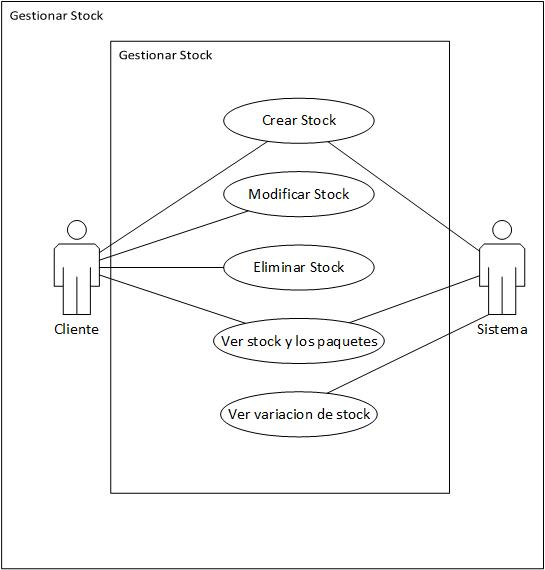 Gestionar Stock
Gestionar Stock
Crear Stock
Modificar Stock
Eliminar Stock
Cliente
Sistema
Ver stock y los paquetes
Ver variacion de stock